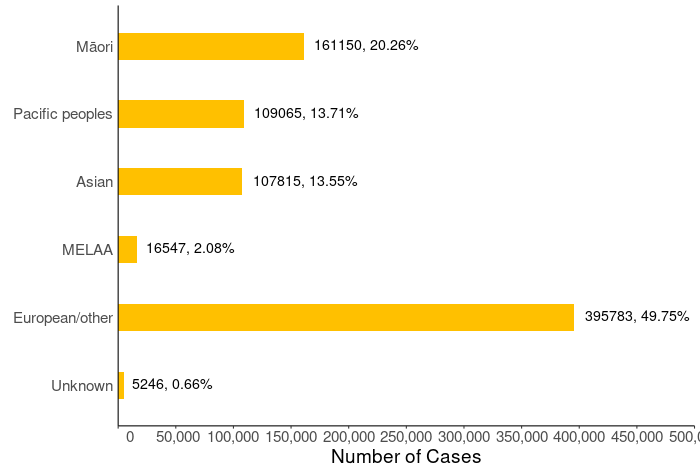 Māori 161150, 20.26%
Pacific peoples 109065, 13.71%
Asian 107815, 13.55%
MELAA 16547, 2.08%
European/other 395783, 49.75%
Unknown 5246, 0.66%
0 50,000 100,000 150,000 200,000 250,000 300,000 350,000 400,000 450,000 500,0
Number of Cases